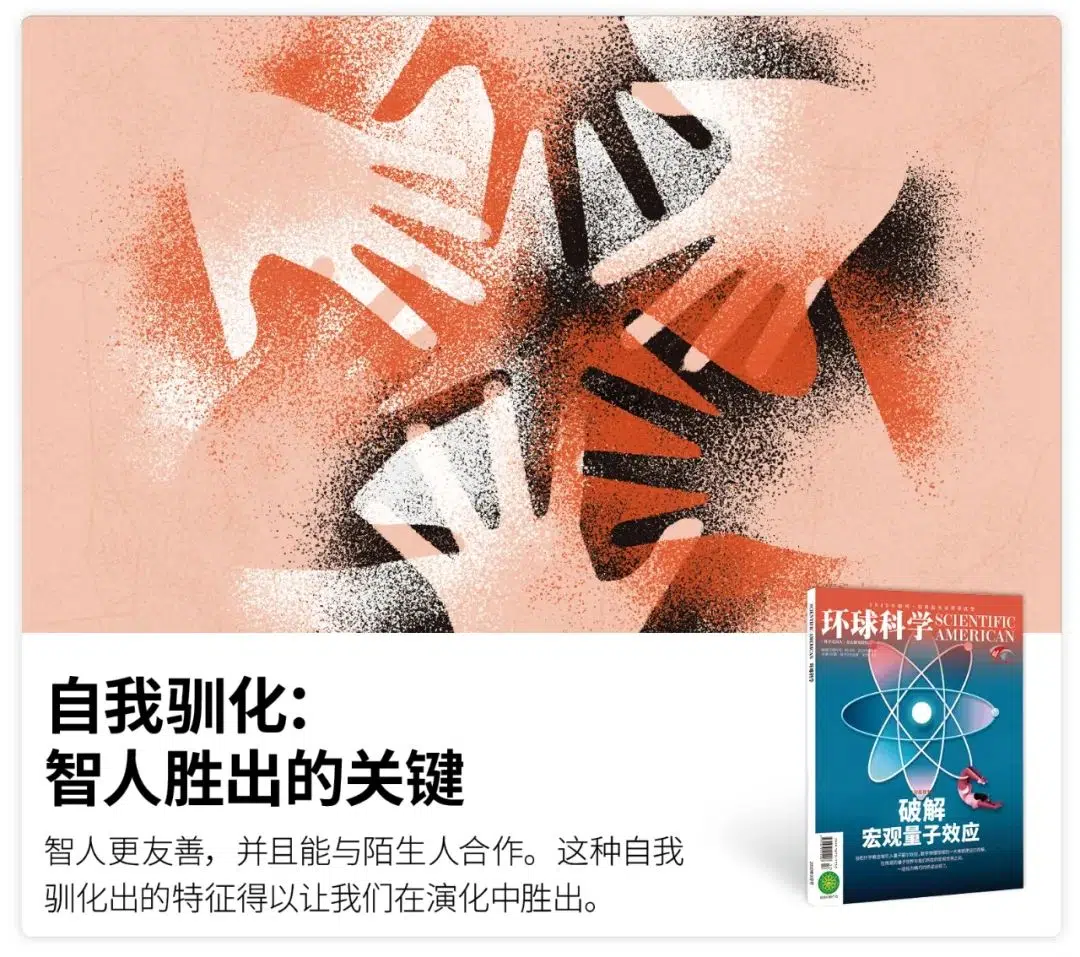 自我驯化：
智人胜出的关键
智人更友善，并且能与陌生人合作。这种自我
驯化出的特征得以让我们在演化中胜出。
环球科学 SCIENTIFIC
AMERICAN
破解
宏观量子效应